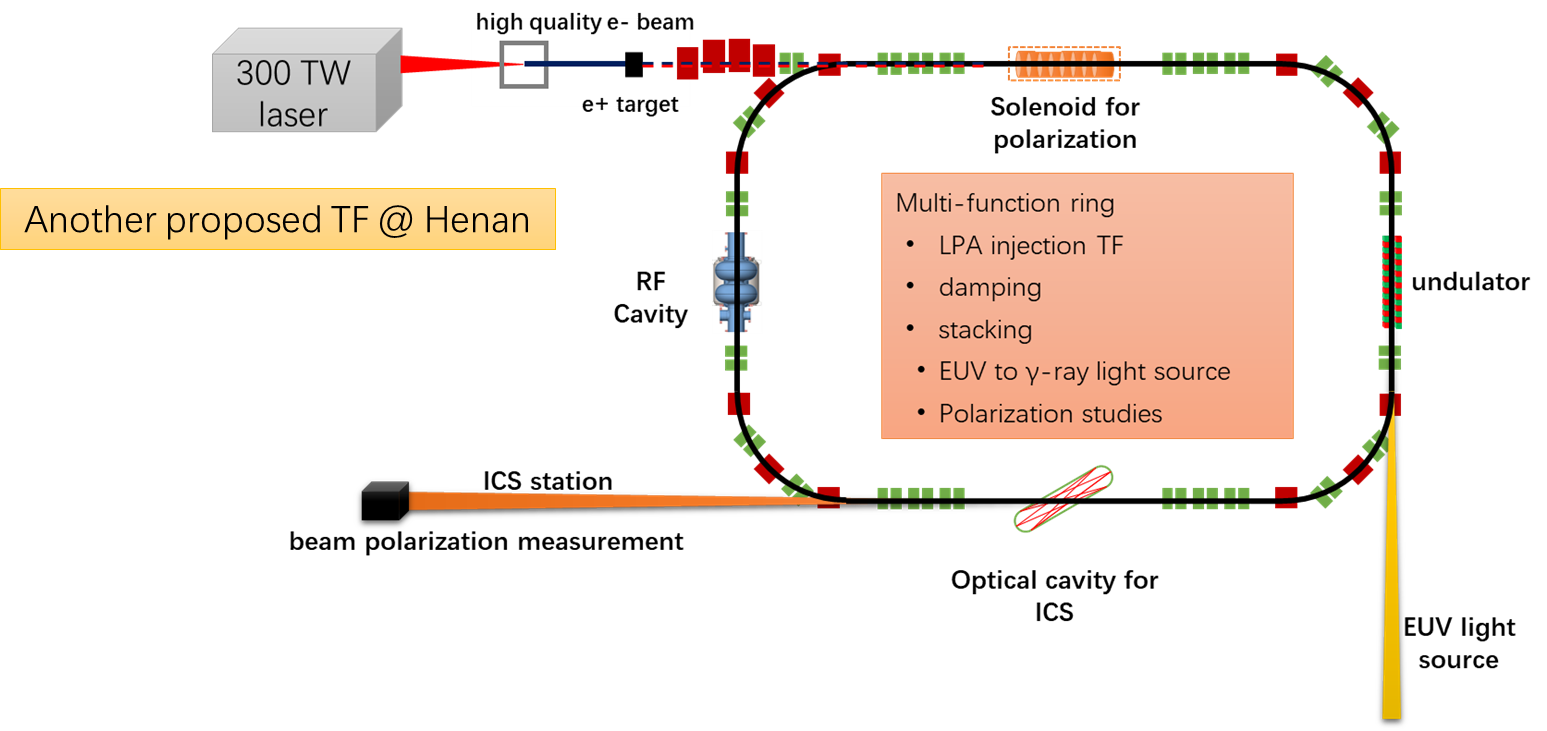 high quality e- beam
300 TW
laser
e+ target
Solenoid for
polarization
Another proposed TF @ Henan
Multi-function ring
• LPA injection TF
• damping
• stacking
• EUV to γ-ray light source
• Polarization studies
RF
Cavity
undulator
ICS station
beam polarization measurement
Optical cavity for
ICS
EUV light
source